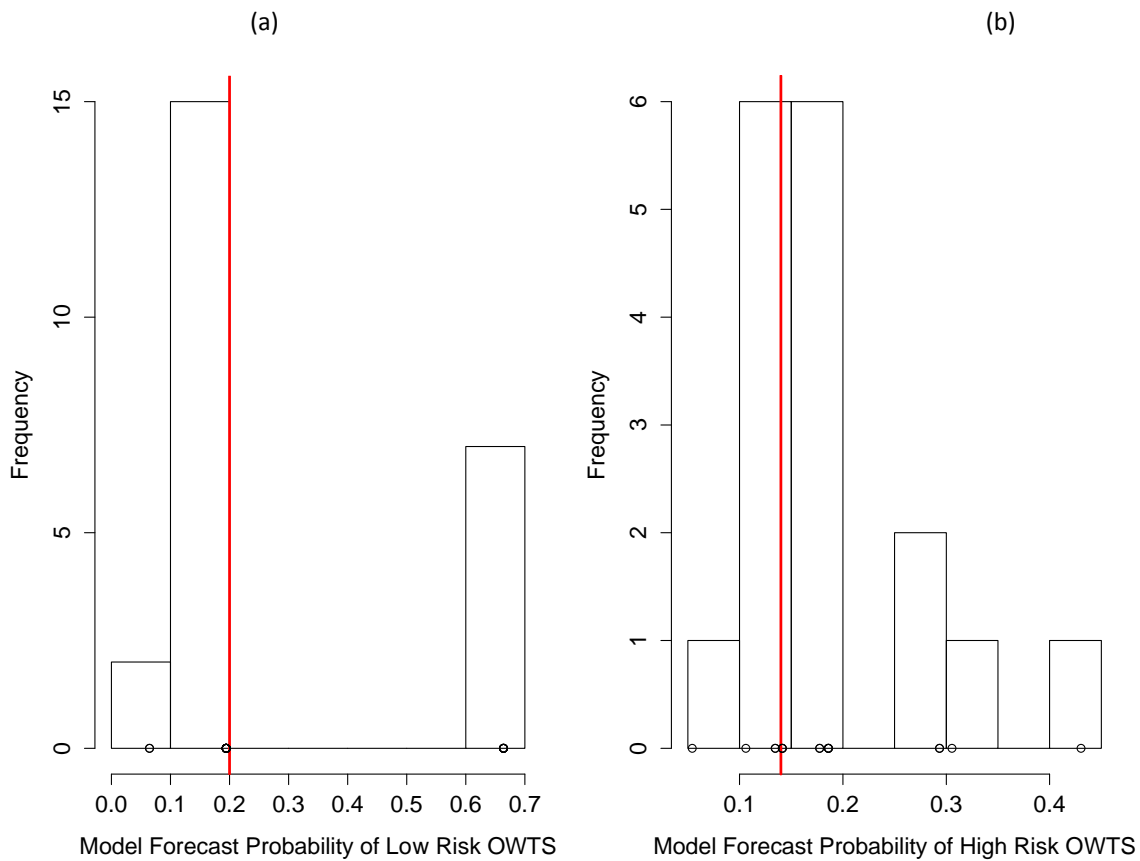 (a)
15
10
5
0
Frequency
0.0 0.1 0.2 0.3 0.4 0.5 0.6 0.7
Model Forecast Probability of Low Risk OWTS
(b)
6
5
4
3
2
1
0
Frequency
0.1 0.2 0.3 0.4
Model Forecast Probability of High Risk OWTS